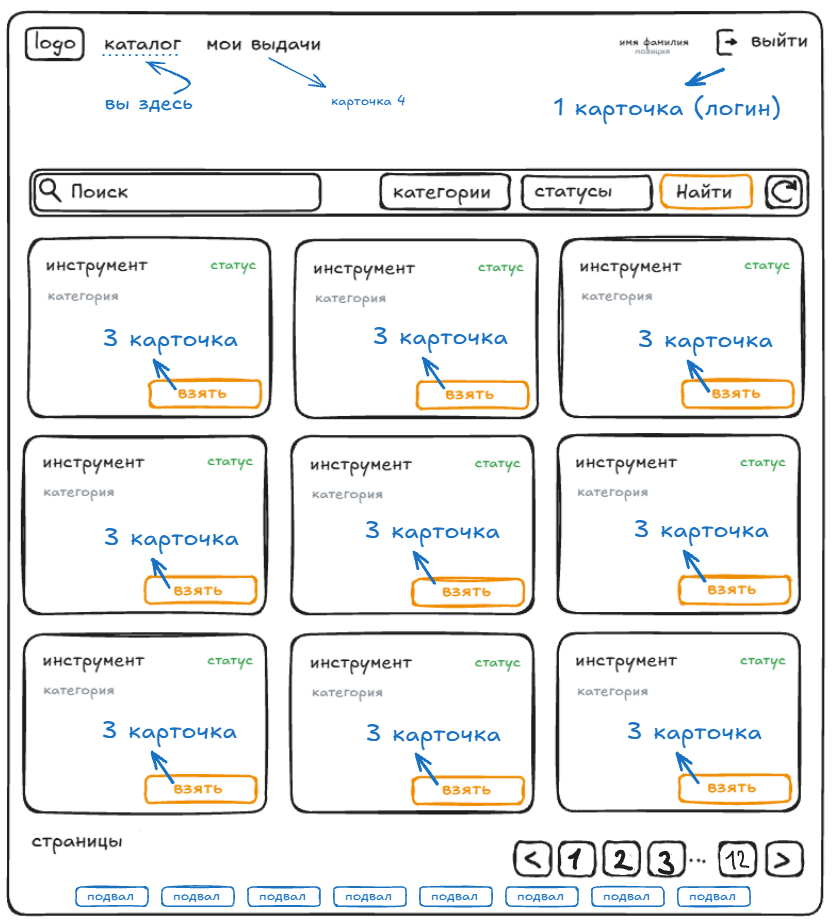 logo каталог мои выдачи имя фамилия выйти
позиция
вы здесь карточка 4 1 карточка (логин)
Поиск категории статусы Найти
инструмент статус инструмент статус инструмент статус
категория категория категория
3 карточка 3 карточка 3 карточка
взять взять взять
инструмент статус инструмент статус инструмент статус
категория категория категория
3 карточка 3 карточка 3 карточка
взять взять взять
инструмент статус инструмент статус инструмент статус
категория категория категория
3 карточка 3 карточка 3 карточка
взять взять взять
страницы < 1 2 3 ... 12 >
подвал подвал подвал подвал подвал подвал подвал подвал